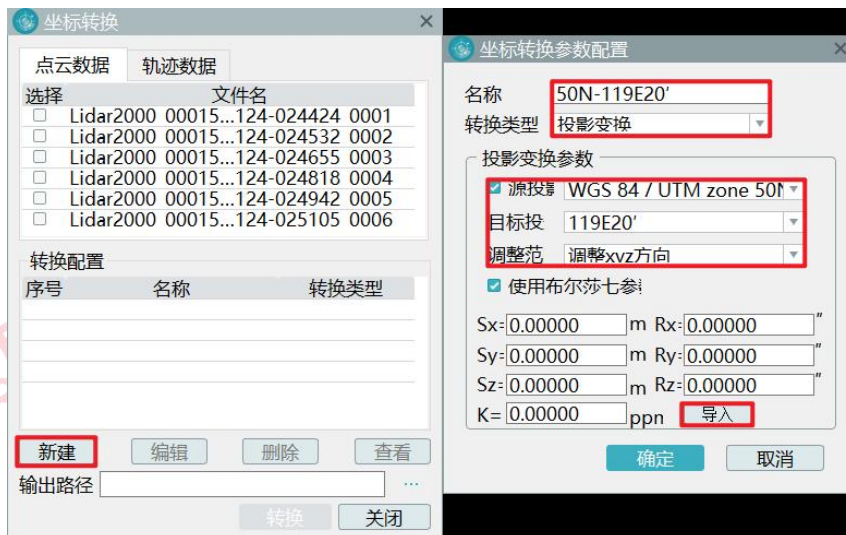 坐标转换
点云数据 轨迹数据
选择 文件名
Lidar2000 00015...124-024424 0001
Lidar2000 00015...124-024532 0002
Lidar2000 00015...124-024655 0003
Lidar2000 00015...124-024818 0004
Lidar2000 00015...124-024942 0005
Lidar2000 00015...124-025105 0006
转换配置
序号 名称 转换类型
新建 编辑 删除 查看
输出路径 ...
转换 关闭
坐标转换参数配置
名称 50N-119E20′
转换类型 投影变换
投影变换参数
源投影 WGS 84 / UTM zone 50N
目标投 119E20′
调整范 调整xyz方向
使用布尔莎七参
Sx=0.00000 m Rx=0.00000 ″
Sy=0.00000 m Ry=0.00000 ″
Sz=0.00000 m Rz=0.00000 ″
K= 0.00000 ppn 导入
确定 取消